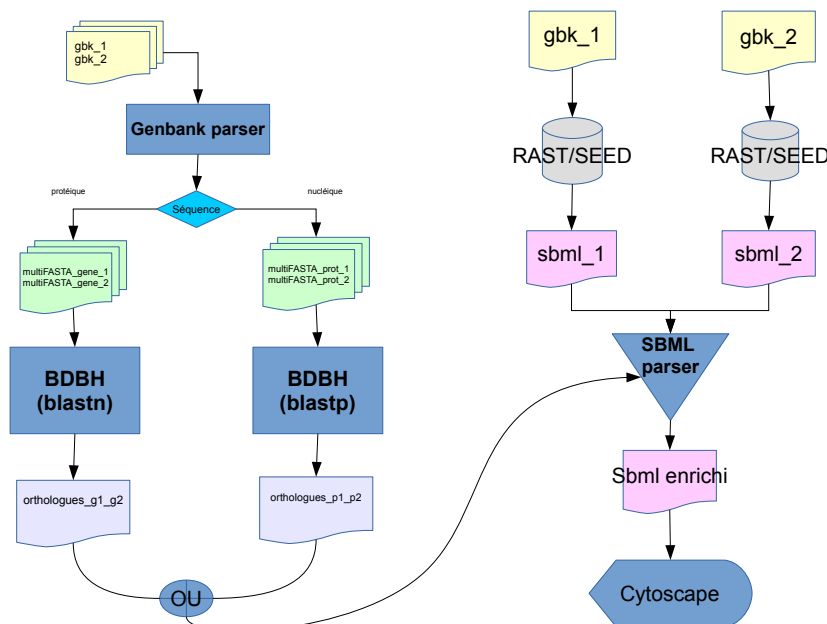 gbk_1
gbk_2
Genbank parser
protéique
nucléique
Séquence
multiFASTA_gene_1
multiFASTA_gene_2
multiFASTA_prot_1
multiFASTA_prot_2
BDBH
(blastn)
BDBH
(blastp)
orthologues_g1_g2
orthologues_p1_p2
OU
gbk_1
gbk_2
RAST/SEED
RAST/SEED
sbml_1
sbml_2
SBML
parser
Sbml enrichi
Cytoscape